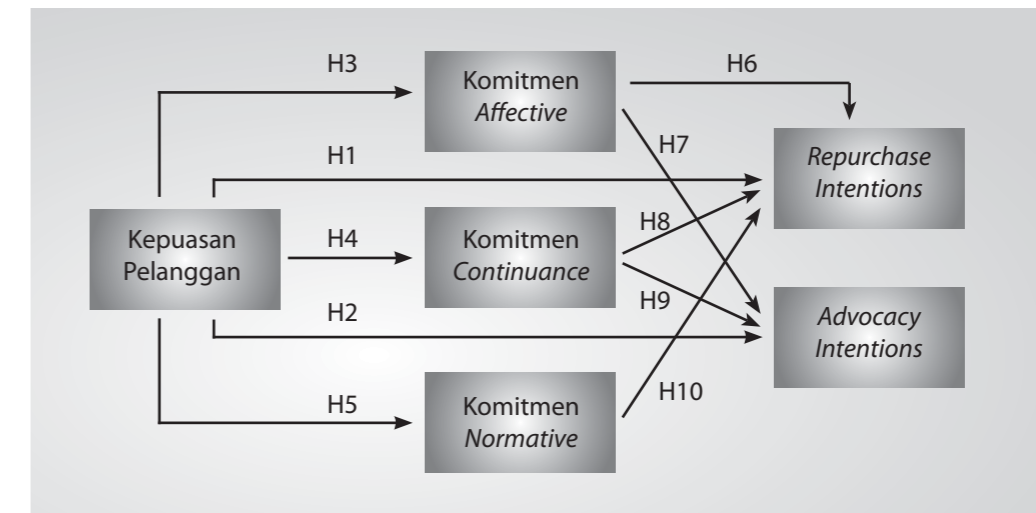 H3
Komitmen
Affective
H6
H1
H7
Repurchase
Intentions
Kepuasan
Pelanggan
H4
Komitmen
Continuance
H8
H2
H9
Advocacy
Intentions
H5
Komitmen
Normative
H10